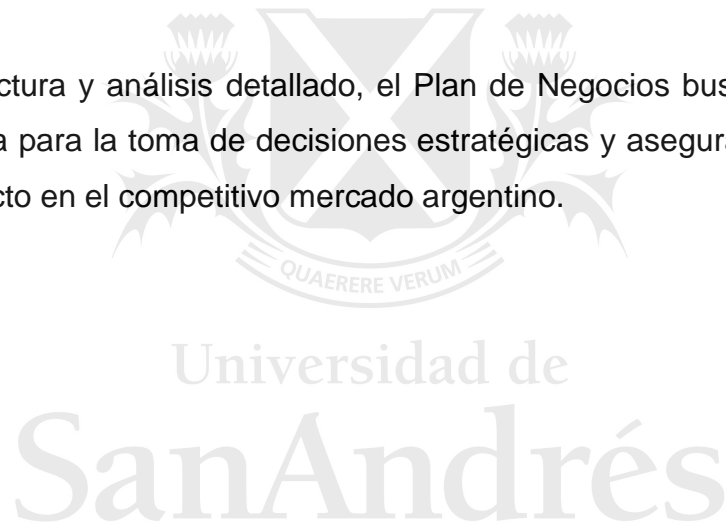 ctura y análisis detallado, el Plan de Negocios bus
a para la toma de decisiones estratégicas y asegura
cto en el competitivo mercado argentino.
QUAERERE VERUM
Universidad de
SanAndrés